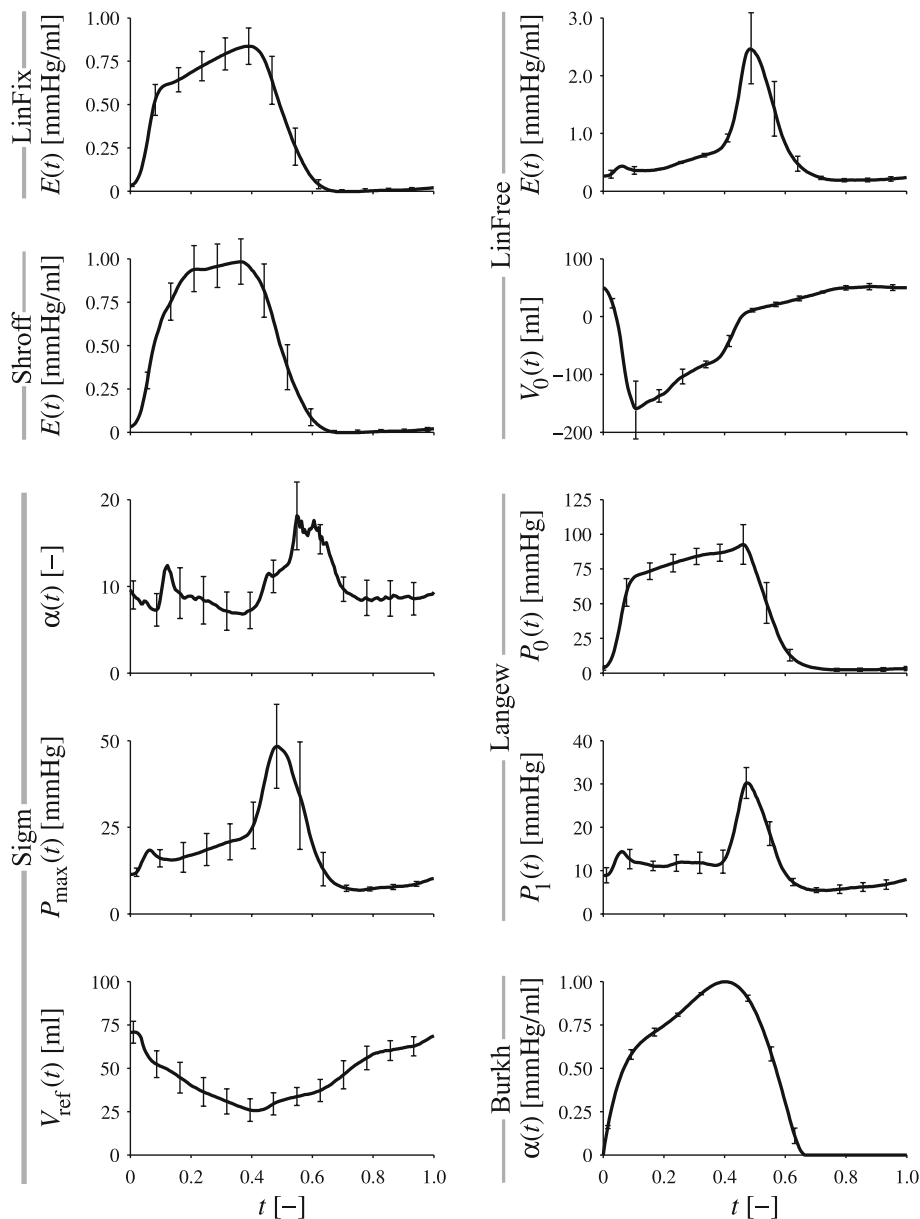 LinFix
E(t) [mmHg/ml]
1.00
0.75
0.50
0.25
0
Shroff
E(t) [mmHg/ml]
1.00
0.75
0.50
0.25
0
Sigm
α(t) [–]
20
10
0
P_max(t) [mmHg]
50
25
0
V_ref(t) [ml]
100
75
50
25
0
0 0.2 0.4 0.6 0.8 1.0
t [–]
LinFree
E(t) [mmHg/ml]
3.0
2.0
1.0
0
V_0(t) [ml]
100
0
−100
−200
Langew
P_0(t) [mmHg]
125
100
75
50
25
0
P_1(t) [mmHg]
40
30
20
10
0
Burkh
α(t) [mmHg/ml]
1.00
0.75
0.50
0.25
0
0 0.2 0.4 0.6 0.8 1.0
t [–]